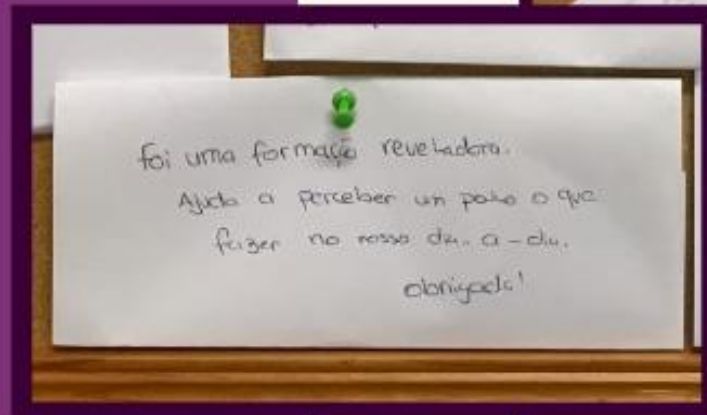 foi uma formação reveladora.
Ajuda a perceber um pouco o que
fazer no nosso dia-a-dia.
obrigada!